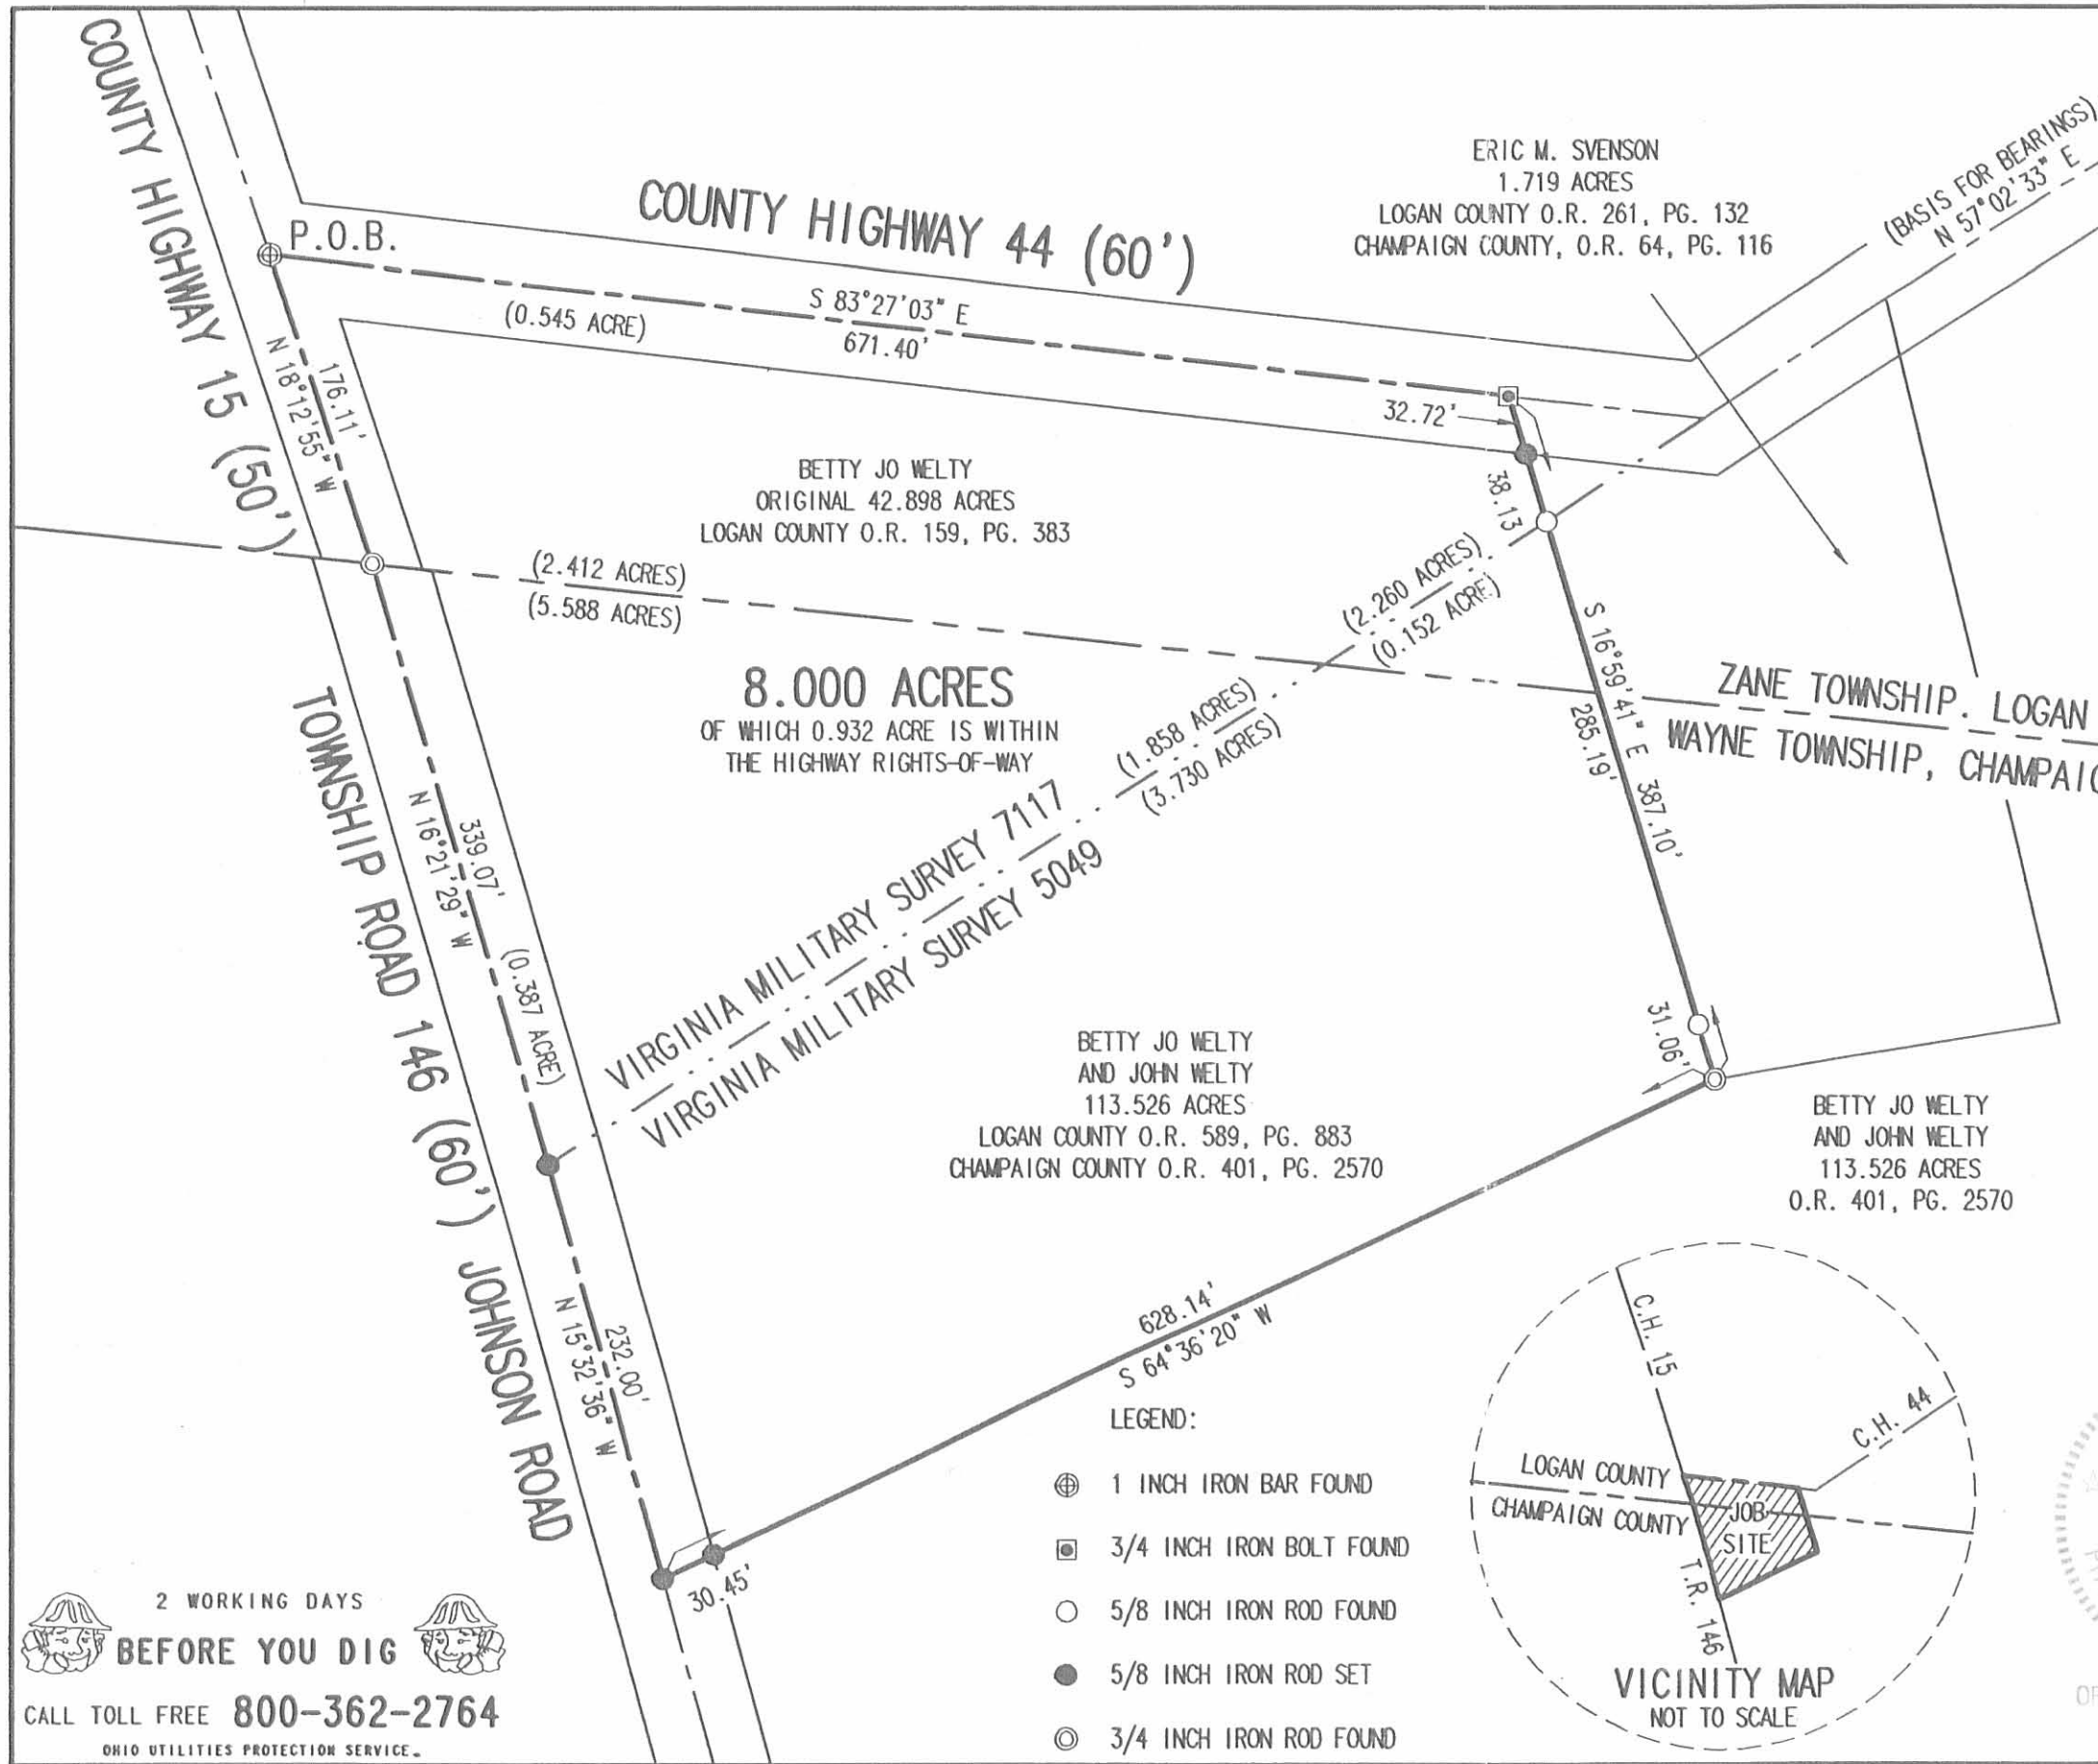 COUNTY HIGHWAY 15 (50')
P.O.B.
COUNTY HIGHWAY 44 (60')
ERIC M. SVENSON
1.719 ACRES
LOGAN COUNTY O.R. 261, PG. 132
CHAMPAIGN COUNTY, O.R. 64, PG. 116
(BASIS FOR BEARINGS)
N 57°02'33" E
S 83°27'03" E
671.40'
(0.545 ACRE)
176.11'
N 18°12'55" W
32.72'
38.13
BETTY JO WELTY
ORIGINAL 42.898 ACRES
LOGAN COUNTY O.R. 159, PG. 383
(2.412 ACRES)
(5.588 ACRES)
(2.260 ACRES)
(0.152 ACRE)
8.000 ACRES
OF WHICH 0.932 ACRE IS WITHIN
THE HIGHWAY RIGHTS-OF-WAY
S 16°59'41" E 387.10'
285.19'
ZANE TOWNSHIP. LOGAN
WAYNE TOWNSHIP, CHAMPAIG
(1.858 ACRES)
(3.730 ACRES)
TOWNSHIP ROAD 146 (60') JOHNSON ROAD
339.07'
N 16°21'29" W
(0.387 ACRE)
VIRGINIA MILITARY SURVEY 7117
VIRGINIA MILITARY SURVEY 5049
31.06'
BETTY JO WELTY
AND JOHN WELTY
113.526 ACRES
LOGAN COUNTY O.R. 589, PG. 883
CHAMPAIGN COUNTY O.R. 401, PG. 2570
BETTY JO WELTY
AND JOHN WELTY
113.526 ACRES
O.R. 401, PG. 2570
232.00'
N 15°32'36" W
628.14'
S 64°36'20" W
30.45'
LEGEND:
1 INCH IRON BAR FOUND
3/4 INCH IRON BOLT FOUND
5/8 INCH IRON ROD FOUND
5/8 INCH IRON ROD SET
3/4 INCH IRON ROD FOUND
C.H. 15
C.H. 44
LOGAN COUNTY
CHAMPAIGN COUNTY
JOB
SITE
T.R. 146
VICINITY MAP
NOT TO SCALE
2 WORKING DAYS
BEFORE YOU DIG
CALL TOLL FREE 800-362-2764
OHIO UTILITIES PROTECTION SERVICE.